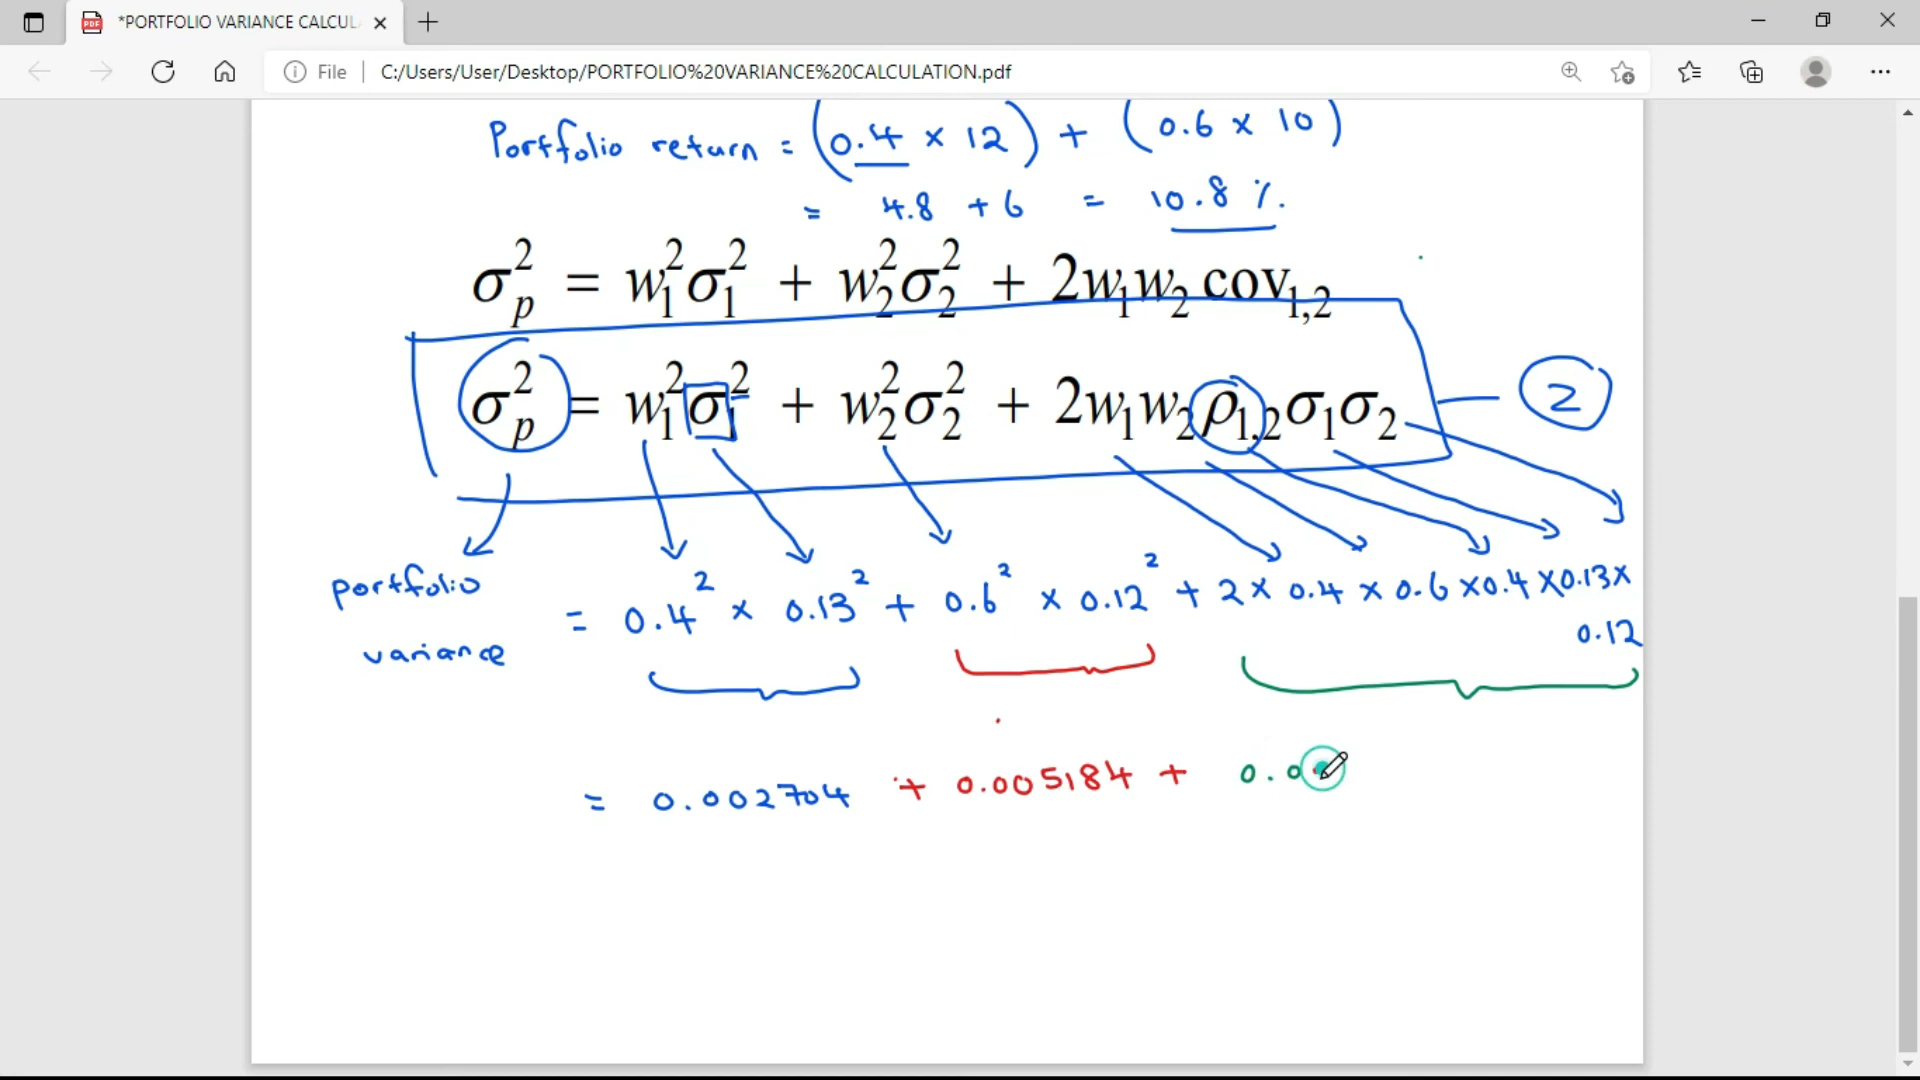 *PORTFOLIO VARIANCE CALCUL
File
C:/Users/User/Desktop/PORTFOLIO%20VARIANCE%20CALCULATION.pdf
Portfolio return = (0.4 × 12) + (0.6 × 10)
= 4.8 + 6 = 10.8 %.
σ²ₚ = w₁²σ₁² + w₂²σ₂² + 2w₁w₂ cov₁,₂
σ²ₚ = w₁²σ₁² + w₂²σ₂² + 2w₁w₂ρ₁,₂σ₁σ₂
2
portfolio
variance
= 0.4² × 0.13² + 0.6² × 0.12² + 2 × 0.4 × 0.6 × 0.4 × 0.13 ×
0.12
= 0.002704 + 0.005184 + 0.0